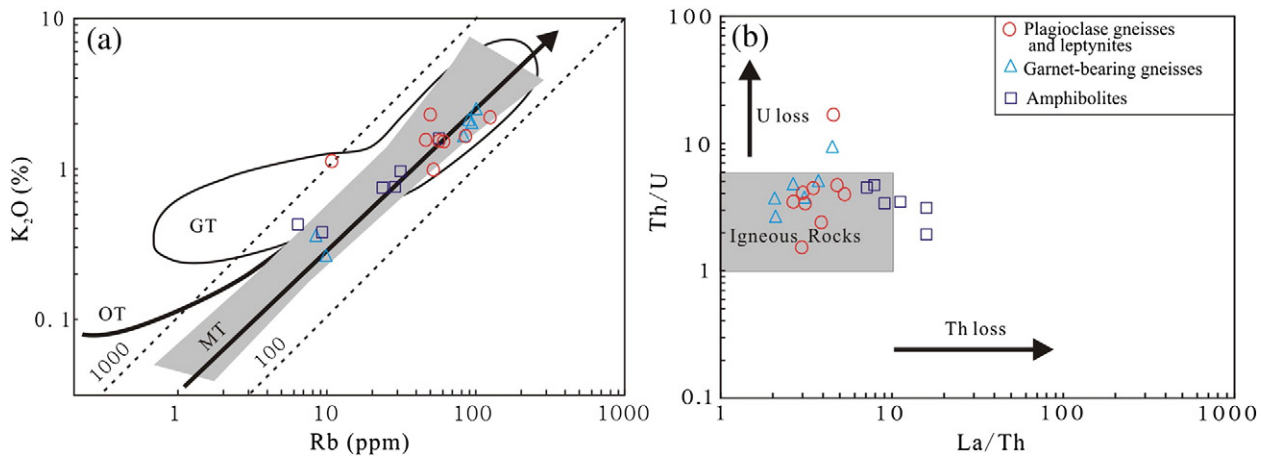 (a)
10
1
0.1
K₂O (%)
GT
OT
MT
1000
100
1
10
100
1000
Rb (ppm)
(b)
100
10
1
0.1
Th/U
U loss
Igneous Rocks
Th loss
Plagioclase gneisses
and leptynites
Garnet-bearing gneisses
Amphibolites
1
10
100
1000
La/Th